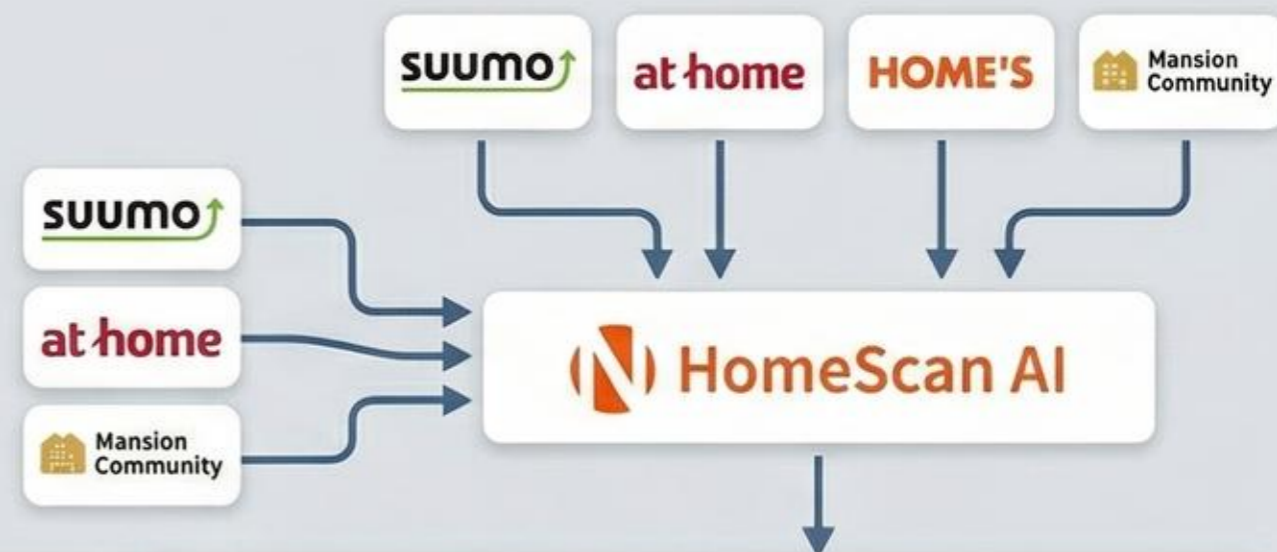 suumo
at home
HOME'S
Mansion
Community
suumo
at home
Mansion
Community
HomeScan AI